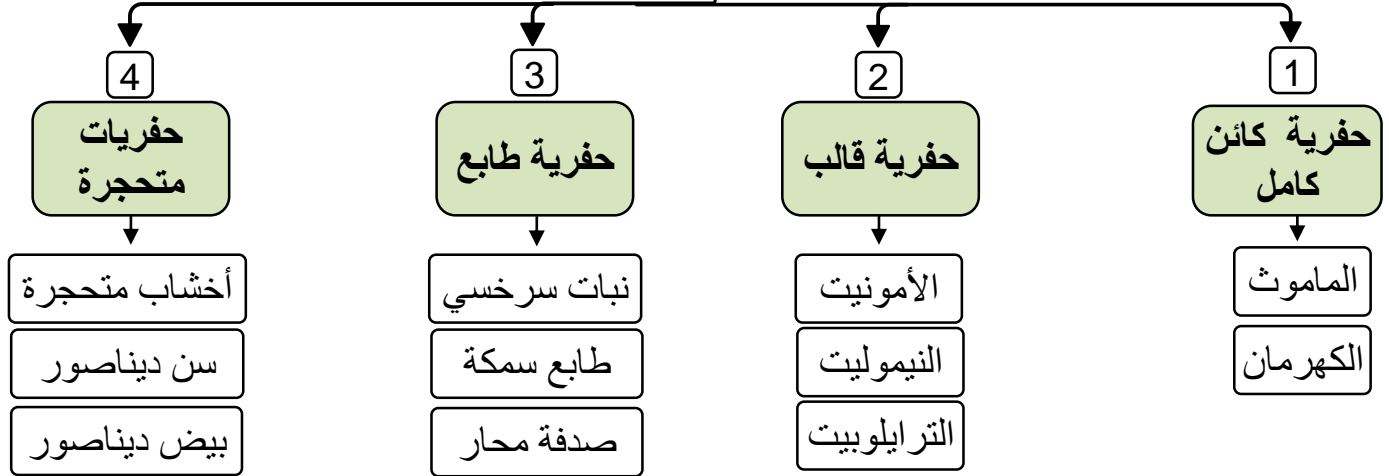 1
حفرية كائن
كامل
الماموث
الكهرمان
2
حفرية قالب
الأمونيت
النيموليت
الترايلوبيت
3
حفرية طابع
نبات سرخسي
طابع سمكة
صدفة محار
4
حفريات
متحجرة
أخشاب متحجرة
سن ديناصور
بيض ديناصور